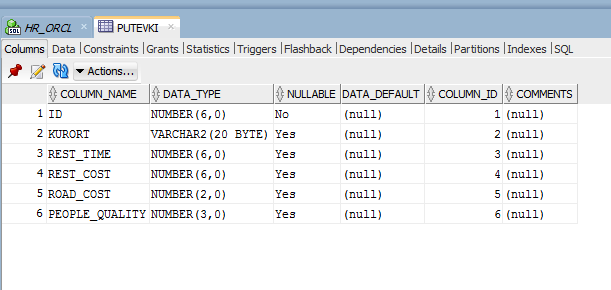 HR_ORCL PUTEVKI
Columns Data Constraints Grants Statistics Triggers Flashback Dependencies Details Partitions Indexes SQL
Actions...
COLUMN_NAME DATA_TYPE NULLABLE DATA_DEFAULT COLUMN_ID COMMENTS
1 ID NUMBER(6,0) No (null) 1 (null)
2 KURORT VARCHAR2(20 BYTE) Yes (null) 2 (null)
3 REST_TIME NUMBER(6,0) Yes (null) 3 (null)
4 REST_COST NUMBER(6,0) Yes (null) 4 (null)
5 ROAD_COST NUMBER(2,0) Yes (null) 5 (null)
6 PEOPLE_QUALITY NUMBER(3,0) Yes (null) 6 (null)